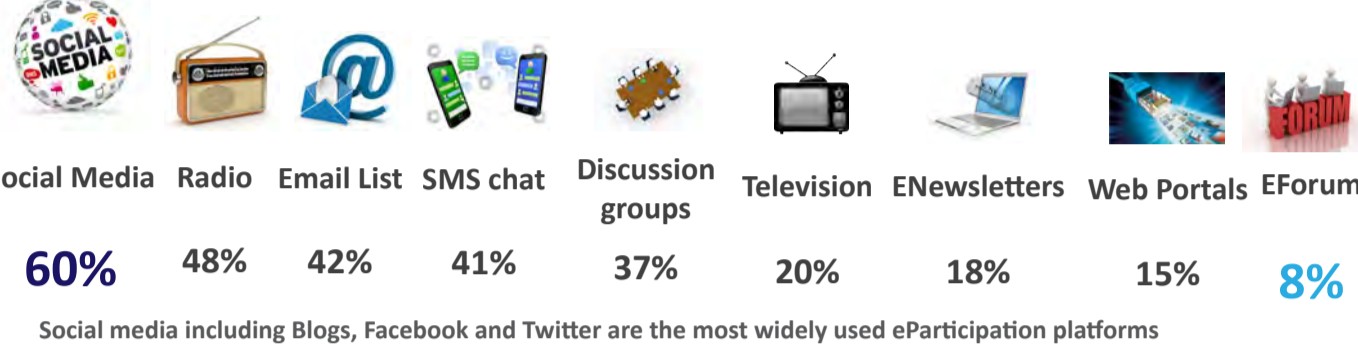 SOCIAL
MEDIA
FORUM
ocial Media Radio Email List SMS chat Discussion groups Television ENewsletters Web Portals EForum
60% 48% 42% 41% 37% 20% 18% 15% 8%
Social media including Blogs, Facebook and Twitter are the most widely used eParticipation platforms